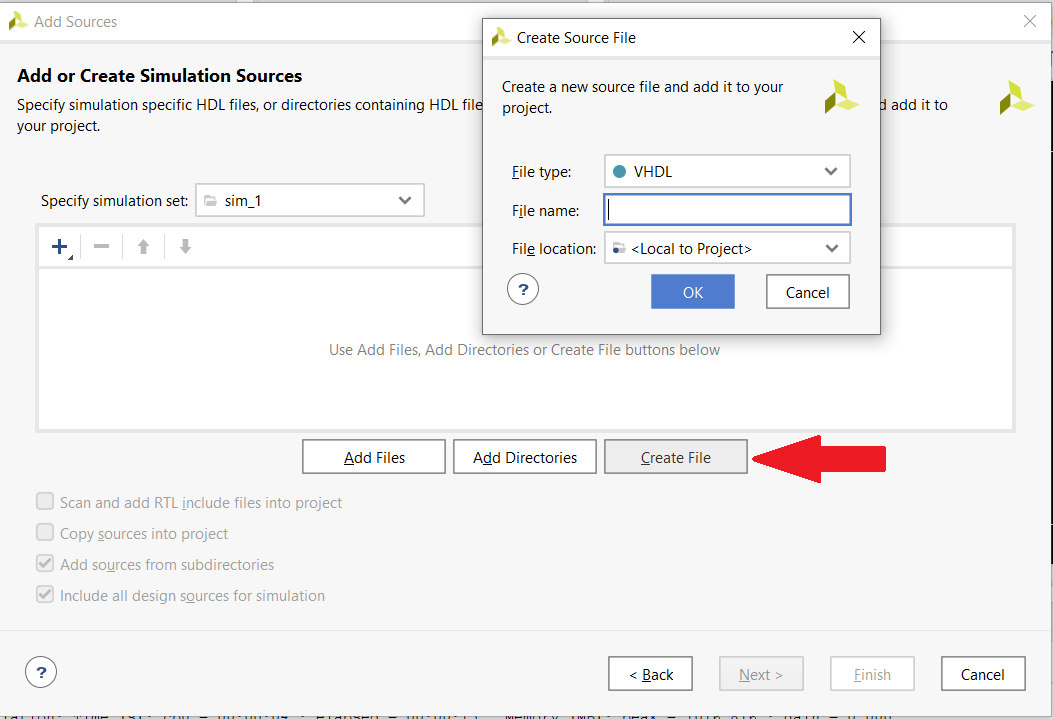 Add Sources
Add or Create Simulation Sources
Specify simulation specific HDL files, or directories containing HDL file
d add it to
your project.
Specify simulation set:
sim_1
Use Add Files, Add Directories or Create File buttons below
Add Files
Add Directories
Create File
Scan and add RTL include files into project
Copy sources into project
Add sources from subdirectories
Include all design sources for simulation
?
< Back
Next >
Finish
Cancel
Create Source File
Create a new source file and add it to your
project.
File type:
VHDL
File name:
File location:
<Local to Project>
?
OK
Cancel